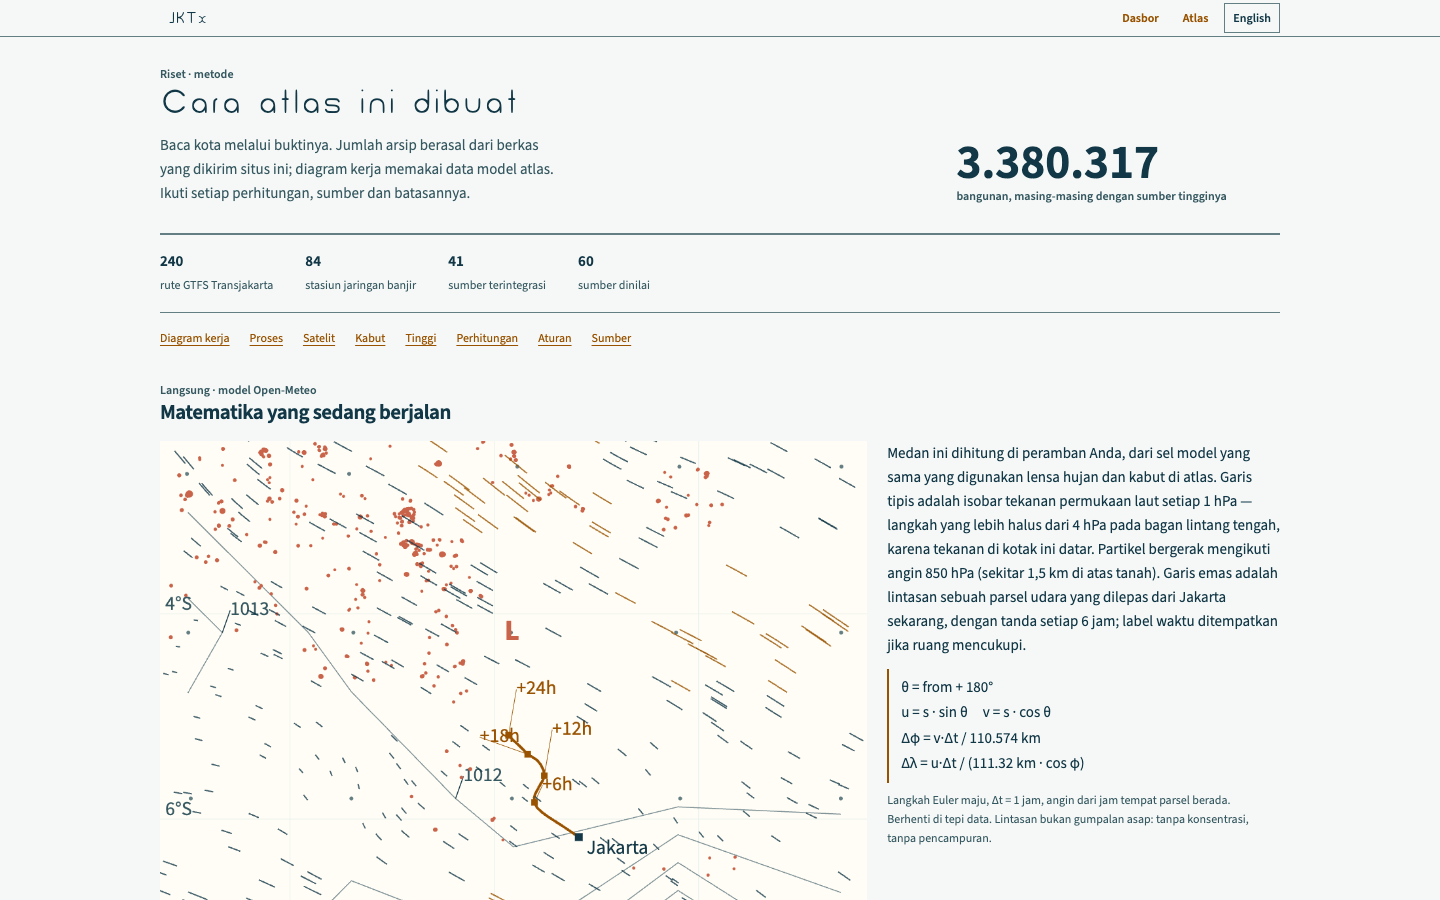 JKTx
Dasbor Atlas English
Riset · metode
Cara atlas ini dibuat
Baca kota melalui buktinya. Jumlah arsip berasal dari berkas
yang dikirim situs ini; diagram kerja memakai data model atlas.
Ikuti setiap perhitungan, sumber dan batasannya.
3.380.317
bangunan, masing-masing dengan sumber tingginya
240
rute GTFS Transjakarta
84
stasiun jaringan banjir
41
sumber terintegrasi
60
sumber dinilai
Diagram kerja Proses Satelit Kabut Tinggi Perhitungan Aturan Sumber
Langsung · model Open-Meteo
Matematika yang sedang berjalan
4°S
1013
L
+24h
+18h
+12h
1012
+6h
6°S
Jakarta
Medan ini dihitung di peramban Anda, dari sel model yang
sama yang digunakan lensa hujan dan kabut di atlas. Garis
tipis adalah isobar tekanan permukaan laut setiap 1 hPa —
langkah yang lebih halus dari 4 hPa pada bagan lintang tengah,
karena tekanan di kotak ini datar. Partikel bergerak mengikuti
angin 850 hPa (sekitar 1,5 km di atas tanah). Garis emas adalah
lintasan sebuah parsel udara yang dilepas dari Jakarta
sekarang, dengan tanda setiap 6 jam; label waktu ditempatkan
jika ruang mencukupi.
θ = from + 180°
u = s · sin θ v = s · cos θ
Δφ = v·Δt / 110.574 km
Δλ = u·Δt / (111.32 km · cos φ)
Langkah Euler maju, Δt = 1 jam, angin dari jam tempat parsel berada.
Berhenti di tepi data. Lintasan bukan gumpalan asap: tanpa konsentrasi,
tanpa pencampuran.